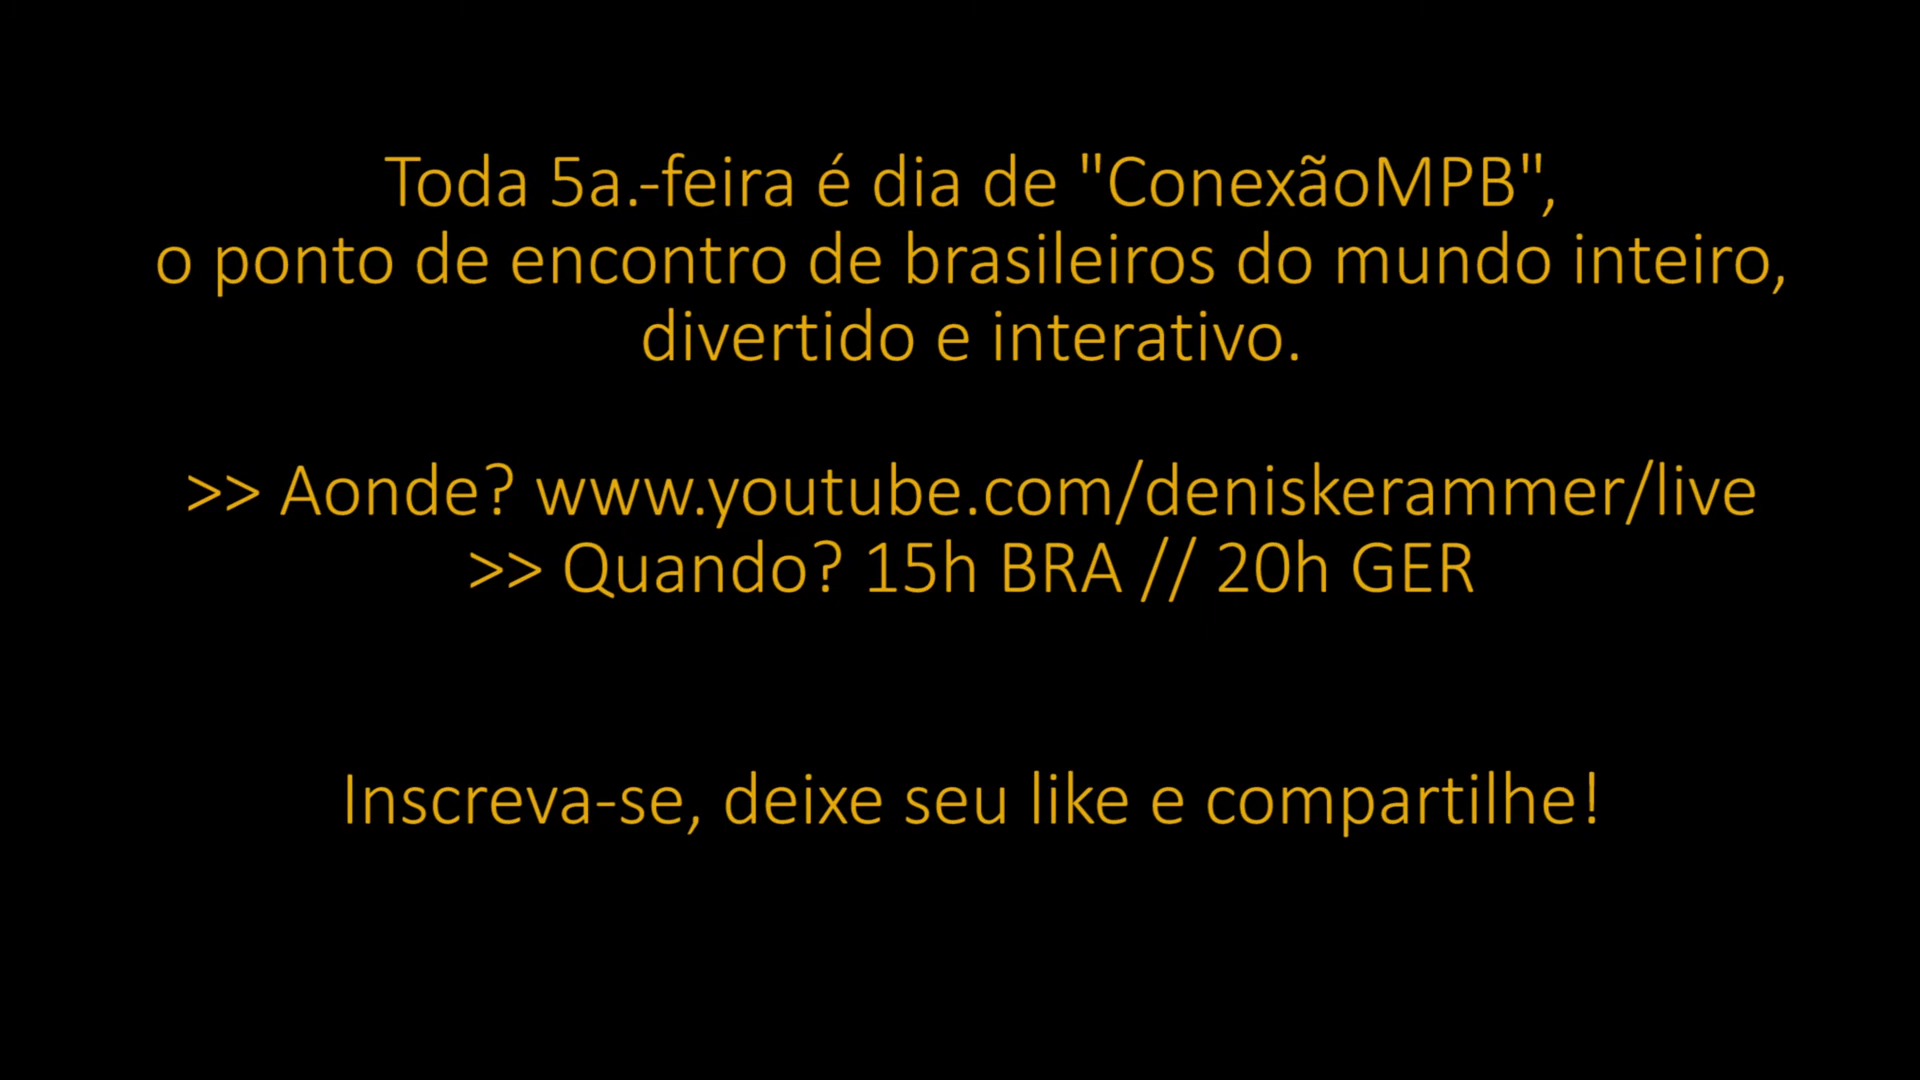 Toda 5a.-feira é dia de "ConexãoMPB",
o ponto de encontro de brasileiros do mundo inteiro,
divertido e interativo.
>> Aonde? www.youtube.com/deniskerammer/live
>> Quando? 15h BRA // 20h GER
Inscreva-se, deixe seu like e compartilhe!